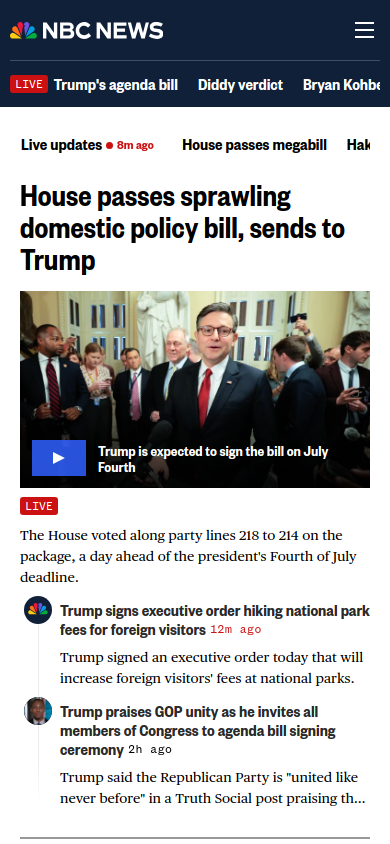 NBC NEWS
LIVE Trump's agenda bill Diddy verdict Bryan Kohbe
Live updates 8m ago House passes megabill Hak
House passes sprawling
domestic policy bill, sends to
Trump
Trump is expected to sign the bill on July
Fourth
LIVE
The House voted along party lines 218 to 214 on the
package, a day ahead of the president's Fourth of July
deadline.
Trump signs executive order hiking national park
fees for foreign visitors 12m ago
Trump signed an executive order today that will
increase foreign visitors' fees at national parks.
Trump praises GOP unity as he invites all
members of Congress to agenda bill signing
ceremony 2h ago
Trump said the Republican Party is "united like
never before" in a Truth Social post praising th...